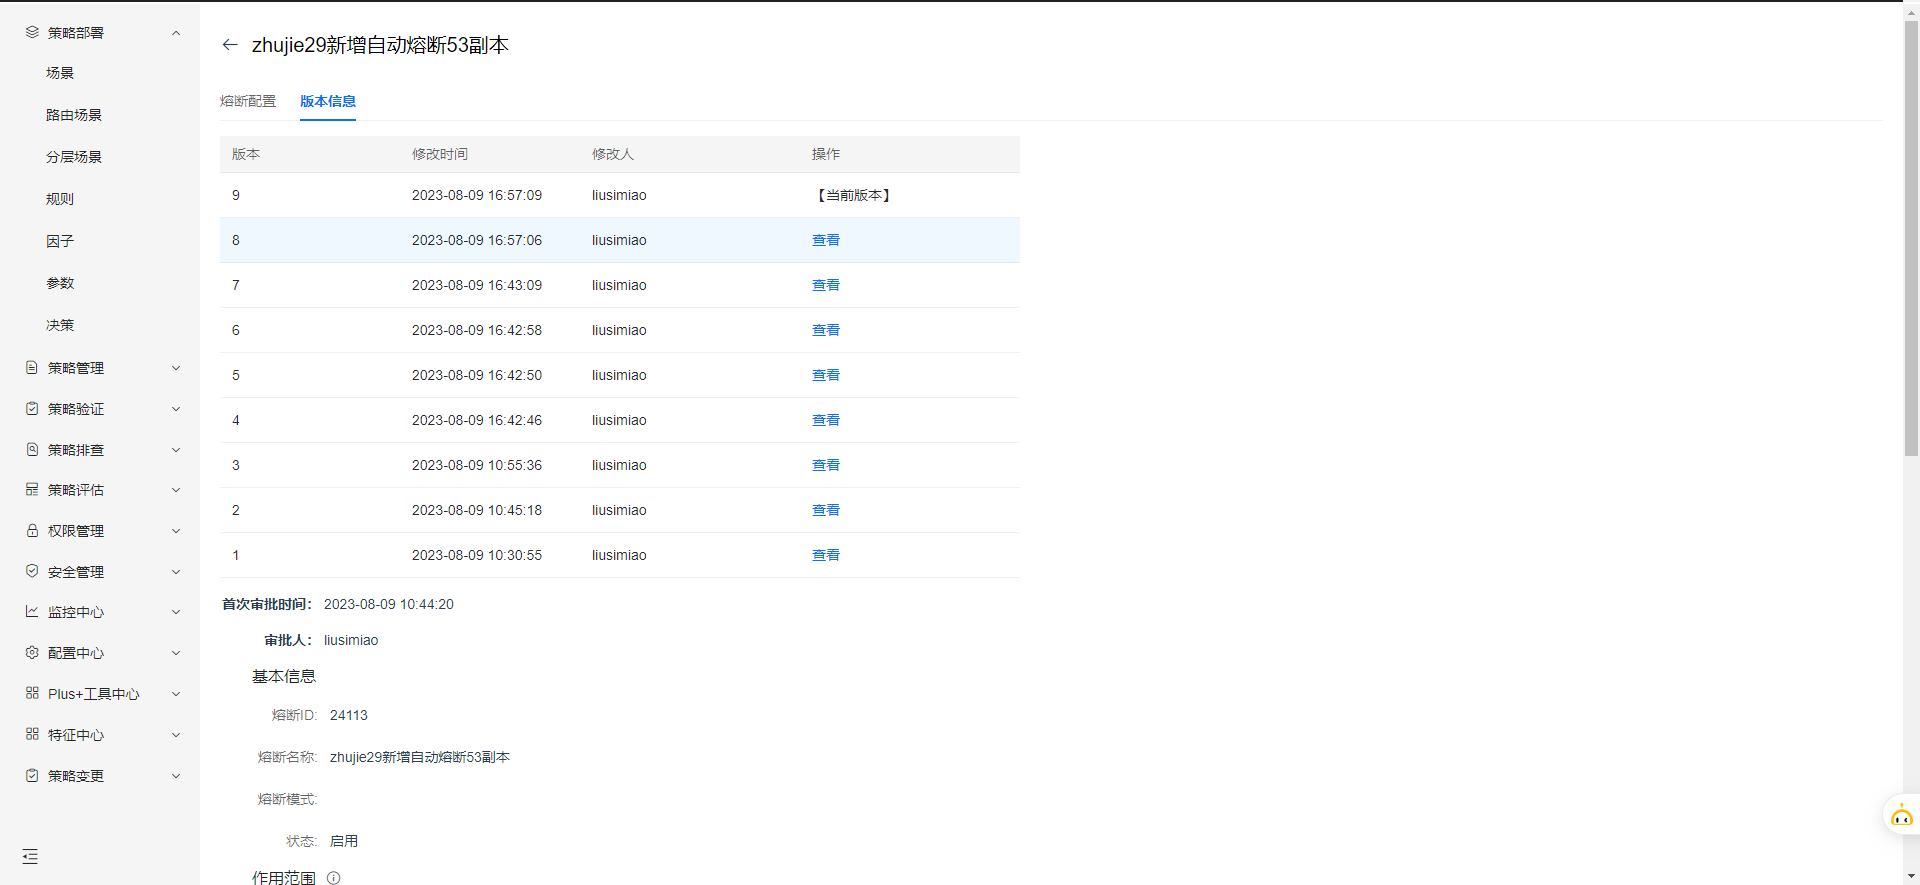 策略部署
场景
路由场景
分层场景
规则
因子
参数
决策
策略管理
策略验证
策略排查
策略评估
权限管理
安全管理
监控中心
配置中心
Plus+工具中心
特征中心
策略变更
zhujie29新增自动熔断53副本
熔断配置 版本信息
版本 修改时间 修改人 操作
9 2023-08-09 16:57:09 liusimiao 【当前版本】
8 2023-08-09 16:57:06 liusimiao 查看
7 2023-08-09 16:43:09 liusimiao 查看
6 2023-08-09 16:42:58 liusimiao 查看
5 2023-08-09 16:42:50 liusimiao 查看
4 2023-08-09 16:42:46 liusimiao 查看
3 2023-08-09 10:55:36 liusimiao 查看
2 2023-08-09 10:45:18 liusimiao 查看
1 2023-08-09 10:30:55 liusimiao 查看
首次审批时间： 2023-08-09 10:44:20
审批人： liusimiao
基本信息
熔断ID: 24113
熔断名称: zhujie29新增自动熔断53副本
熔断模式:
状态: 启用
作用范围